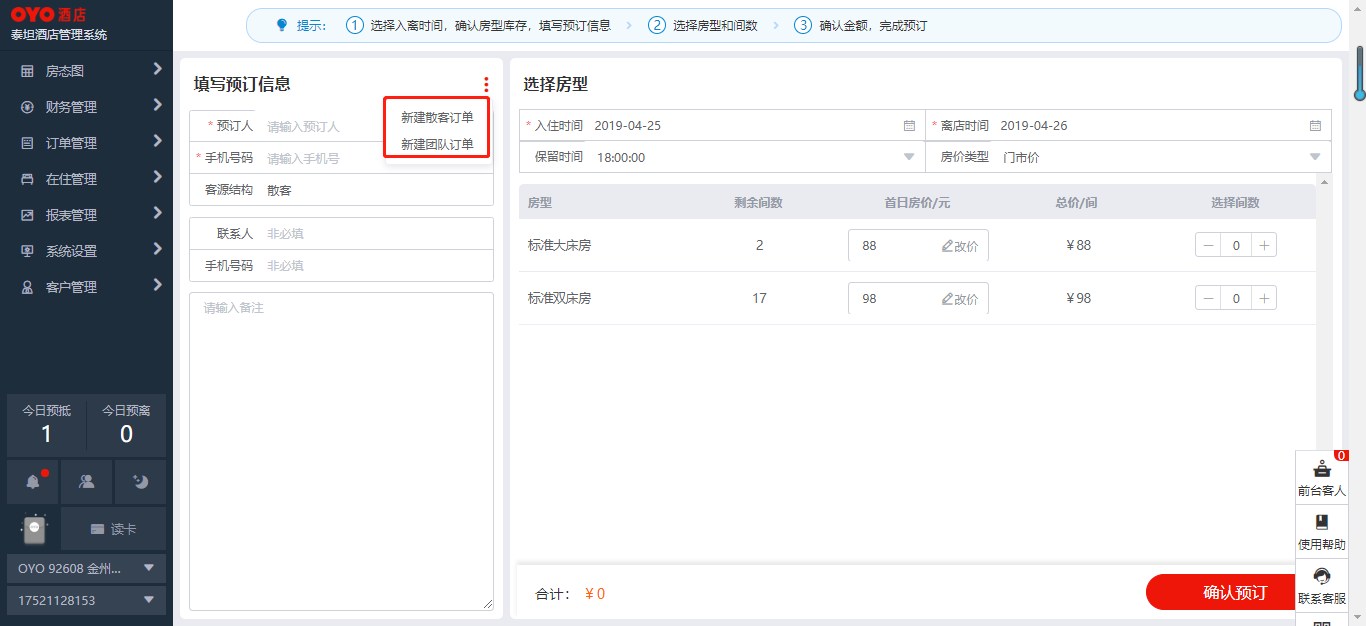 OYO 酒店
泰坦酒店管理系统
房态图
财务管理
订单管理
在住管理
报表管理
系统设置
客户管理
今日预抵 今日预离
1 0
读卡
OYO 92608 金州...
17521128153
提示: ① 选择入离时间，确认房型库存，填写预订信息 ② 选择房型和间数 ③ 确认金额，完成预订
填写预订信息
新建散客订单
新建团队订单
* 预订人 请输入预订人
* 手机号码 请输入手机号
客源结构 散客
联系人 非必填
手机号码 非必填
请输入备注
选择房型
* 入住时间 2019-04-25 * 离店时间 2019-04-26
保留时间 18:00:00 房价类型 门市价
房型 剩余间数 首日房价/元 总价/间 选择间数
标准大床房 2 88 改价 ￥88 － 0 ＋
标准双床房 17 98 改价 ￥98 － 0 ＋
合计: ￥0 确认预订
0
前台客人
使用帮助
联系客服